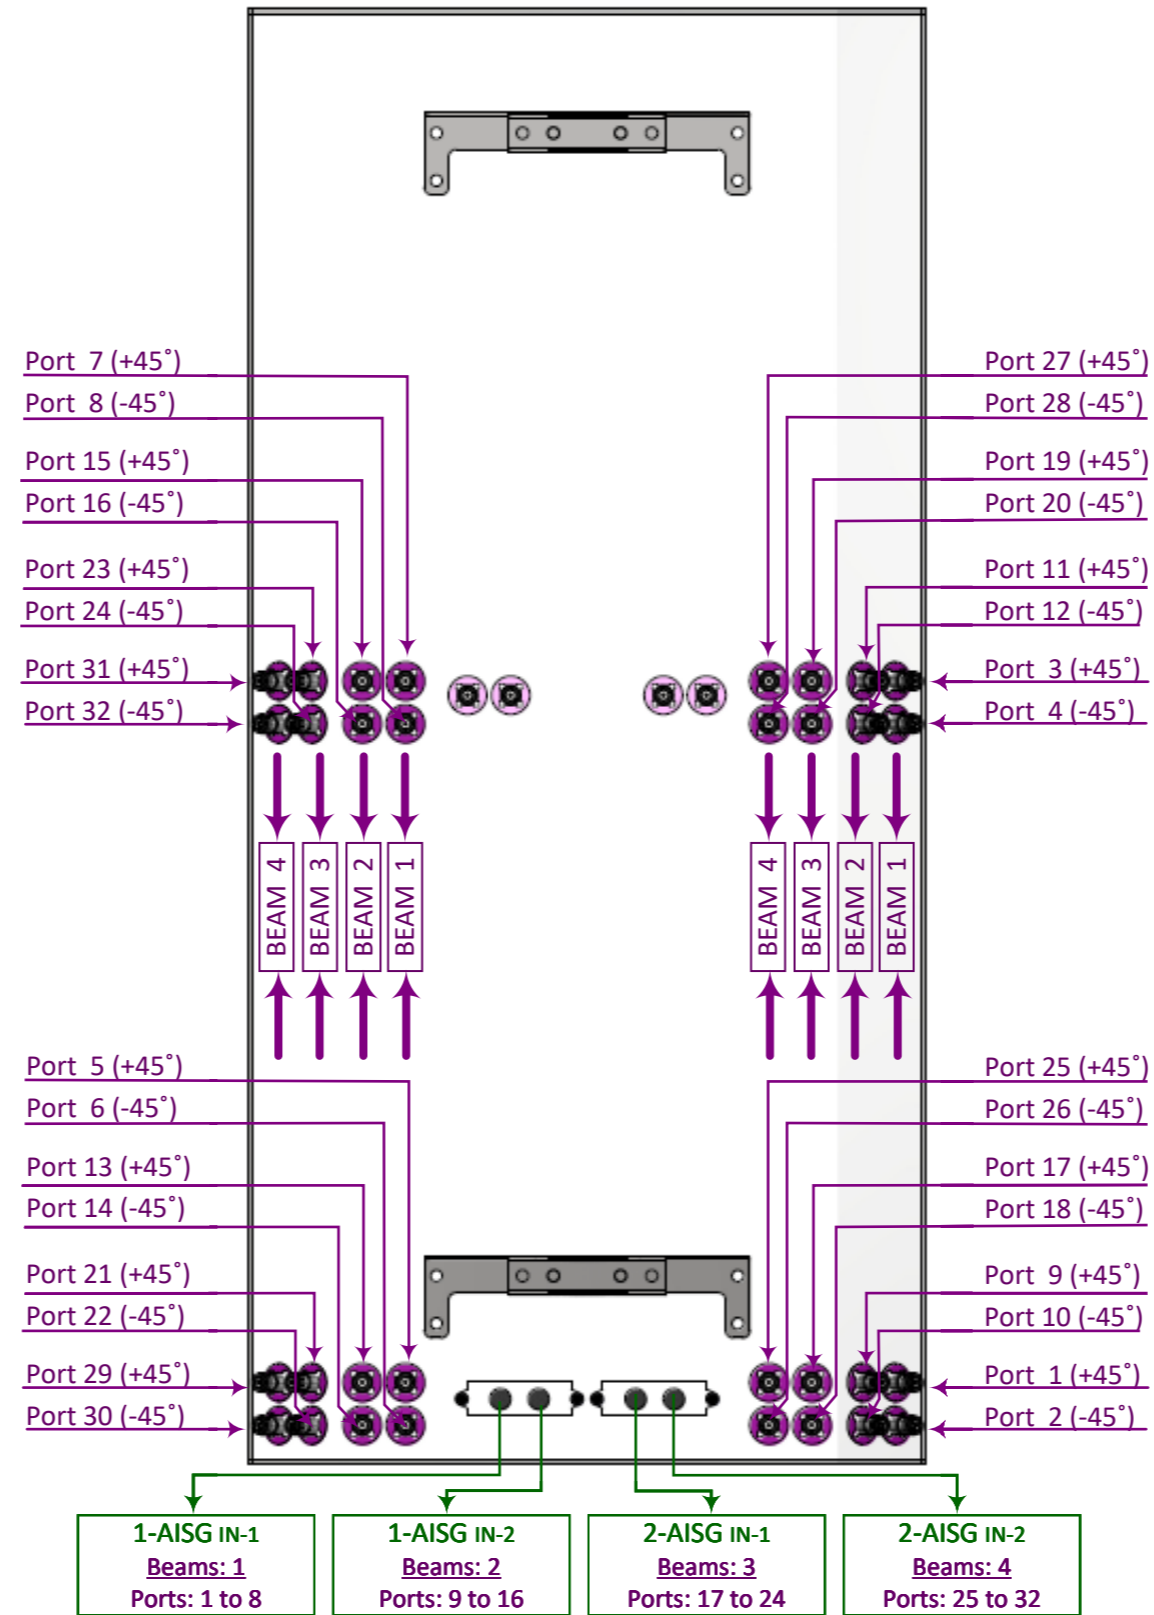 Port 7 (+45˚)
Port 8 (-45˚)
Port 15 (+45˚)
Port 16 (-45˚)
Port 23 (+45˚)
Port 24 (-45˚)
Port 31 (+45˚)
Port 32 (-45˚)
Port 27 (+45˚)
Port 28 (-45˚)
Port 19 (+45˚)
Port 20 (-45˚)
Port 11 (+45˚)
Port 12 (-45˚)
Port 3 (+45˚)
Port 4 (-45˚)
BEAM 4
BEAM 3
BEAM 2
BEAM 1
BEAM 4
BEAM 3
BEAM 2
BEAM 1
Port 5 (+45˚)
Port 6 (-45˚)
Port 13 (+45˚)
Port 14 (-45˚)
Port 21 (+45˚)
Port 22 (-45˚)
Port 29 (+45˚)
Port 30 (-45˚)
Port 25 (+45˚)
Port 26 (-45˚)
Port 17 (+45˚)
Port 18 (-45˚)
Port 9 (+45˚)
Port 10 (-45˚)
Port 1 (+45˚)
Port 2 (-45˚)
1-AISG IN-1
Beams: 1
Ports: 1 to 8
1-AISG IN-2
Beams: 2
Ports: 9 to 16
2-AISG IN-1
Beams: 3
Ports: 17 to 24
2-AISG IN-2
Beams: 4
Ports: 25 to 32